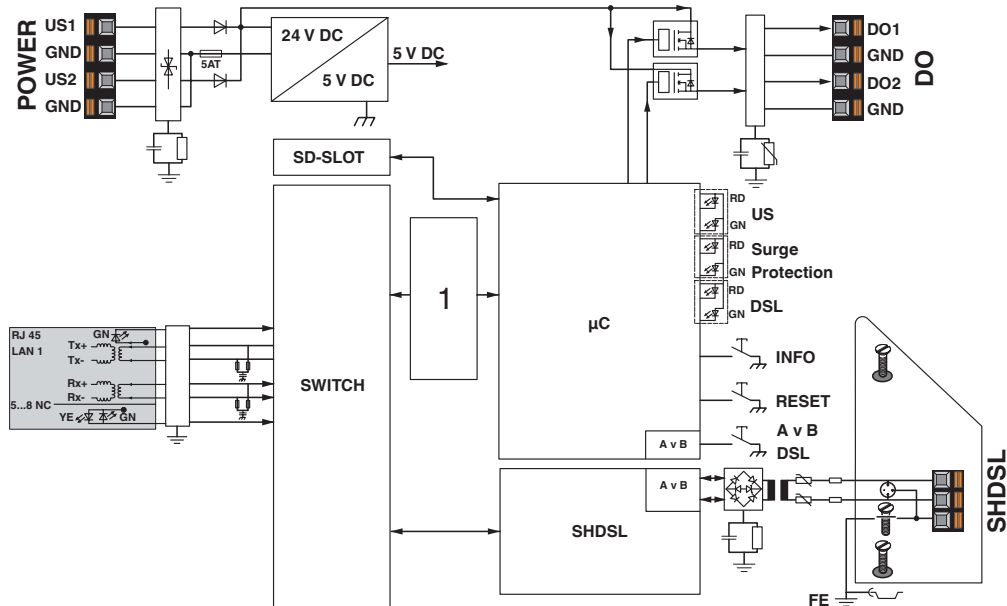 POWER
US1
GND
US2
GND
5AT
24 V DC
5 V DC
5 V DC
DO1
GND
DO2
GND
DO
SD-SLOT
SWITCH
1
µC
RD
GN
US
RD
GN
Surge
Protection
RD
GN
DSL
INFO
RESET
A v B
A v B
DSL
RJ 45
LAN 1
GN
Tx+
Tx-
Rx+
Rx-
5...8 NC
YE
GN
A v B
SHDSL
SHDSL
FE